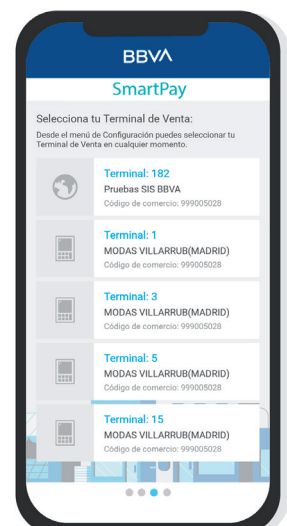 BBVA
SmartPay
Selecciona tu Terminal de Venta:
Desde el menú de Configuración puedes seleccionar tu
Terminal de Venta en cualquier momento.
Terminal: 182
Pruebas SIS BBVA
Código de comercio: 999005028
Terminal: 1
MODAS VILLARRUB(MADRID)
Código de comercio: 999005028
Terminal: 3
MODAS VILLARRUB(MADRID)
Código de comercio: 999005028
Terminal: 5
MODAS VILLARRUB(MADRID)
Código de comercio: 999005028
Terminal: 15
MODAS VILLARRUB(MADRID)
Código de comercio: 999005028